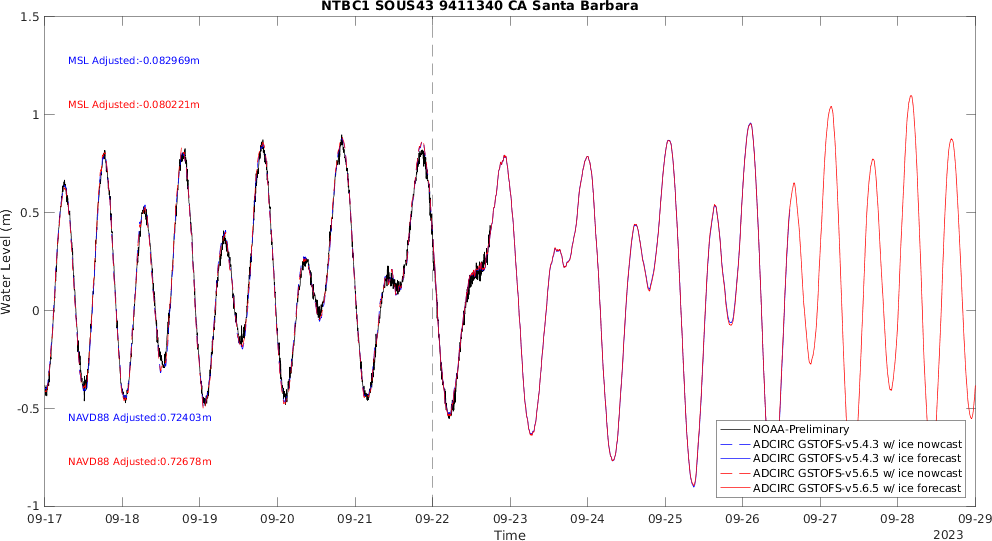 NTBC1 SOUS43 9411340 CA Santa Barbara
1.5
1
0.5
0
-0.5
-1
Water Level (m)
MSL Adjusted:-0.082969m
MSL Adjusted:-0.080221m
NAVD88 Adjusted:0.72403m
NAVD88 Adjusted:0.72678m
NOAA-Preliminary
ADCIRC GSTOFS-v5.4.3 w/ ice nowcast
ADCIRC GSTOFS-v5.4.3 w/ ice forecast
ADCIRC GSTOFS-v5.6.5 w/ ice nowcast
ADCIRC GSTOFS-v5.6.5 w/ ice forecast
09-17 09-18 09-19 09-20 09-21 09-22 09-23 09-24 09-25 09-26 09-27 09-28 09-29
Time
2023